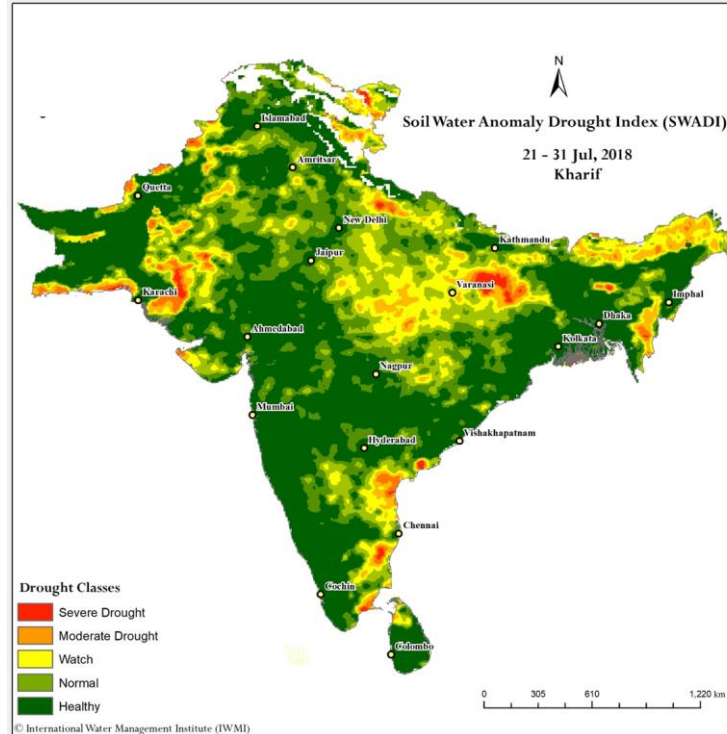 N
Soil Water Anomaly Drought Index (SWADI)
21 - 31 Jul, 2018
Kharif
Islamabad
Amritsar
Quetta
New Delhi
Kathmandu
Jaipur
Varanasi
Karachi
Imphal
Dhaka
Ahmedabad
Kolkata
Nagpur
Mumbai
Hyderabad
Vishakhapatnam
Chennai
Cochin
Colombo
Drought Classes
Severe Drought
Moderate Drought
Watch
Normal
Healthy
0 305 610 1,220 km
© International Water Management Institute (IWMI)